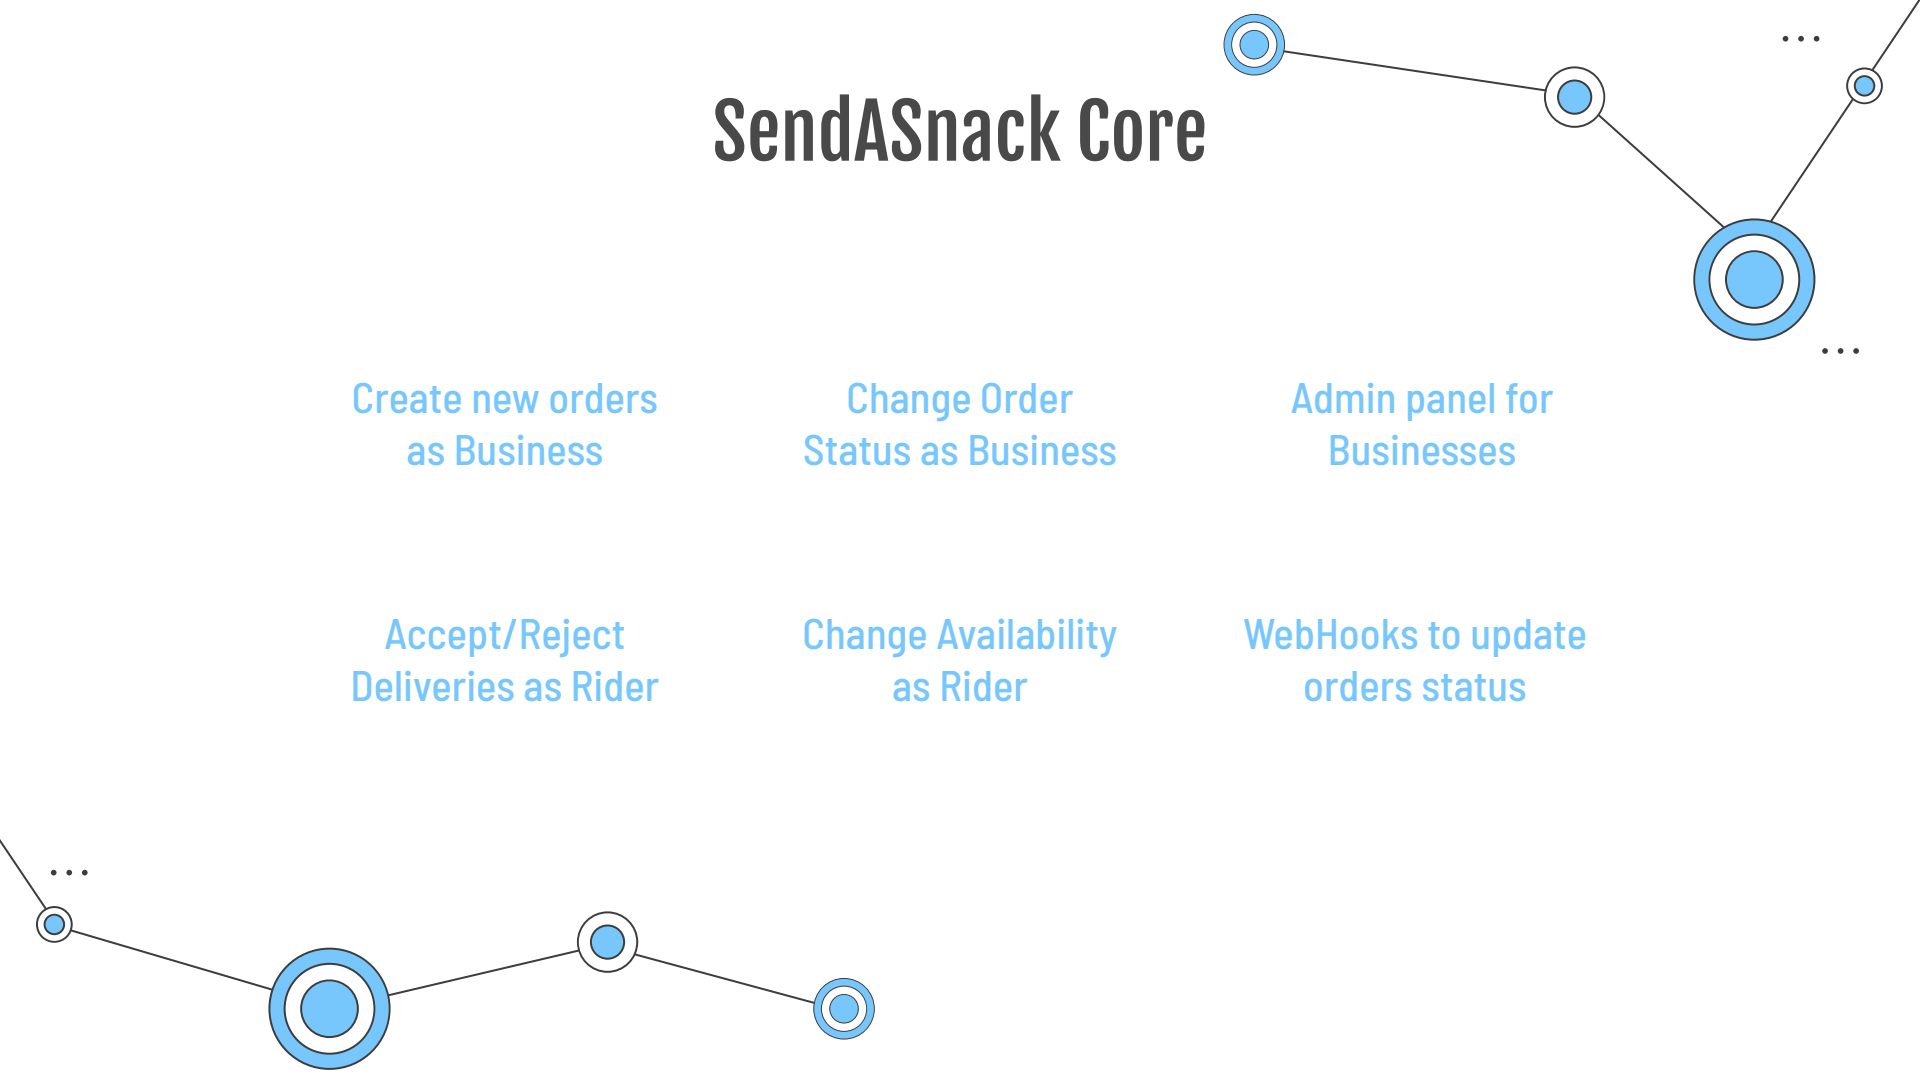 SendASnack Core
Create new orders
as Business
Change Order
Status as Business
Admin panel for
Businesses
Accept/Reject
Deliveries as Rider
Change Availability
as Rider
WebHooks to update
orders status